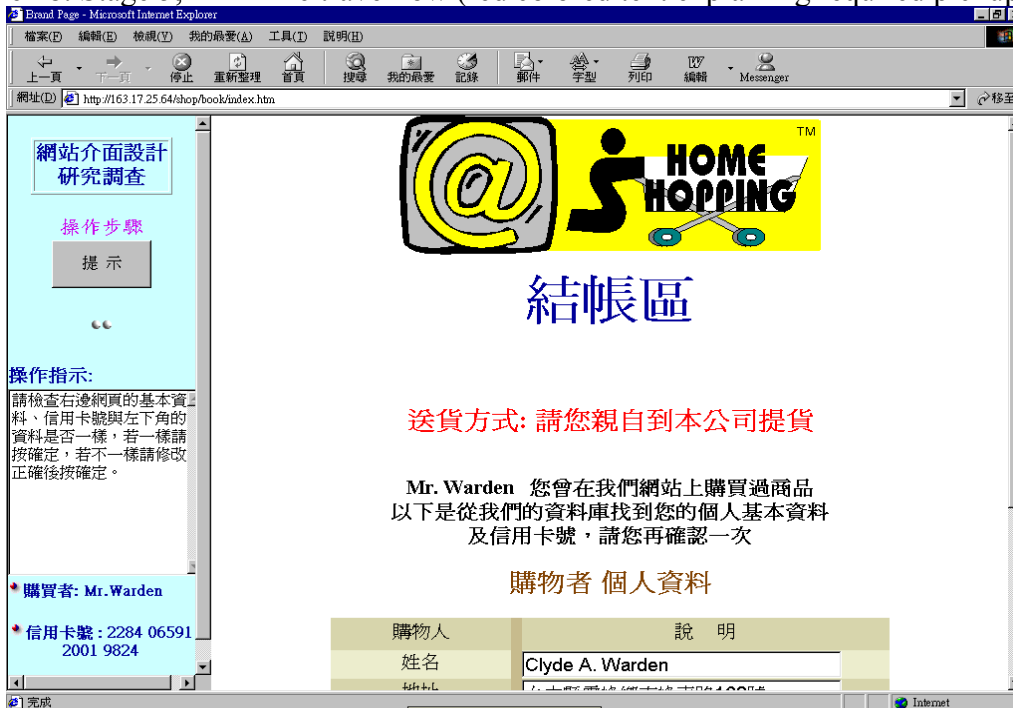 Brand Page - Microsoft Internet Explorer
檔案(F) 編輯(E) 檢視(V) 我的最愛(A) 工具(T) 說明(H)
上一頁 下一頁 停止 重新整理 首頁 搜尋 我的最愛 記錄 郵件 字型 列印 編輯 Messenger
網址(D) http://163.17.25.64/shop/book/index.htm 移至
網站介面設計
研究調查
操作步驟
提 示
操作指示:
請檢查右邊網頁的基本資
料、信用卡號與左下角的
資料是否一樣，若一樣請
按確定，若不一樣請修改
正確後按確定。
購買者: Mr.Warden
信用卡號 : 2284 06591
2001 9824
@ HOME TM
SHOPPING
結帳區
送貨方式: 請您親自到本公司提貨
Mr. Warden 您曾在我們網站上購買過商品
以下是從我們的資料庫找到您的個人基本資料
及信用卡號，請您再確認一次
購物者 個人資料
購物人 說 明
姓名 Clyde A. Warden
地址
完成 Internet